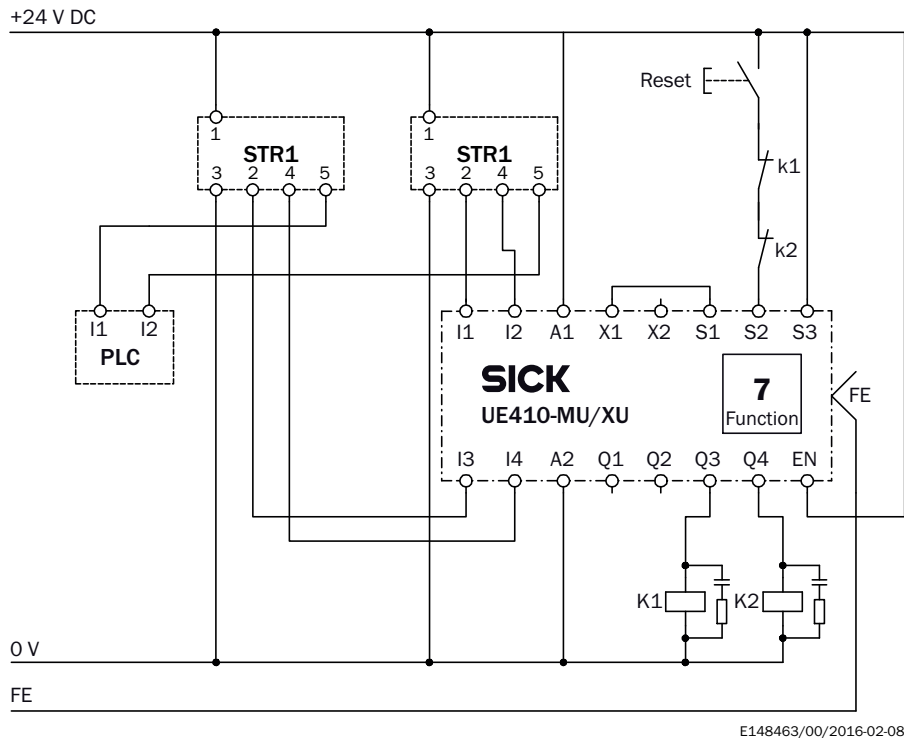 +24 V DC
Reset
1 1
STR1 STR1
3 2 4 5 3 2 4 5
k1
k2
I1 I2
PLC
I1 I2 A1 X1 X2 S1 S2 S3
SICK
UE410-MU/XU
7
Function
FE
I3 I4 A2 Q1 Q2 Q3 Q4 EN
K1 K2
0 V
FE
E148463/00/2016-02-08